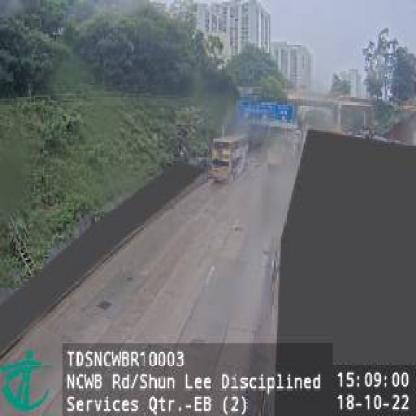 TDSNCWBR10003
NCWB Rd/Shun Lee Disciplined
Services Qtr.-EB (2)
15:09:00
18-10-22